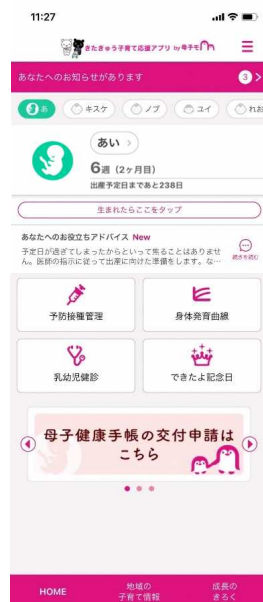 11:27
きたきゅう子育て応援アプリ by 母子モ
あなたへのお知らせがあります 3
あ キスケ ノブ ユイ れお
あい
6週 (2ヶ月目)
出産予定日まであと238日
生まれたらここをタップ
あなたへのお役立ちアドバイス New
予定日が過ぎてしまったからといって焦ることはありませ
ん。医師の指示に従って出産に向けた準備をします。な…
続きを読む
予防接種管理 身体発育曲線
乳幼児健診 できたよ記念日
母子健康手帳の交付申請は
こちら
HOME
地域の
子育て情報
成長の
きろく